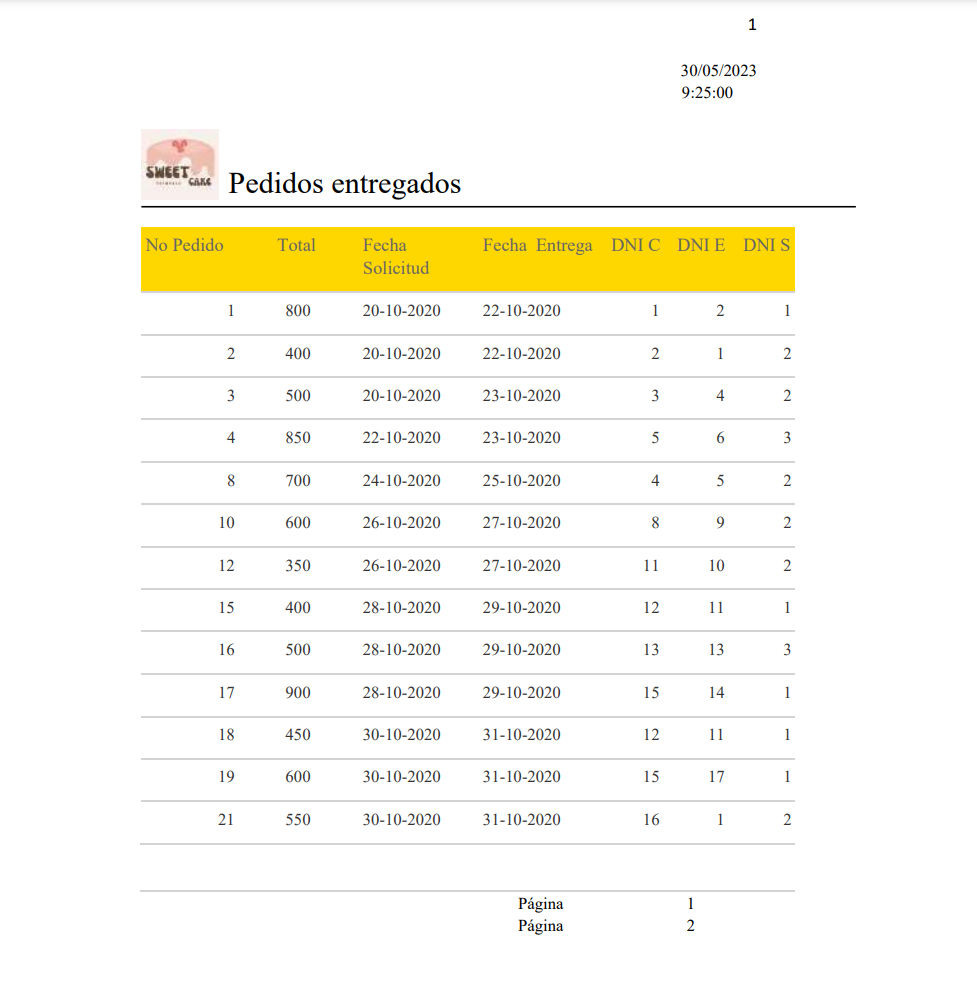 1
30/05/2023
9:25:00
SWEET
CAKE
Pedidos entregados
No Pedido Total Fecha Solicitud Fecha Entrega DNI C DNI E DNI S
1 800 20-10-2020 22-10-2020 1 2 1
2 400 20-10-2020 22-10-2020 2 1 2
3 500 20-10-2020 23-10-2020 3 4 2
4 850 22-10-2020 23-10-2020 5 6 3
8 700 24-10-2020 25-10-2020 4 5 2
10 600 26-10-2020 27-10-2020 8 9 2
12 350 26-10-2020 27-10-2020 11 10 2
15 400 28-10-2020 29-10-2020 12 11 1
16 500 28-10-2020 29-10-2020 13 13 3
17 900 28-10-2020 29-10-2020 15 14 1
18 450 30-10-2020 31-10-2020 12 11 1
19 600 30-10-2020 31-10-2020 15 17 1
21 550 30-10-2020 31-10-2020 16 1 2
Página 1
Página 2